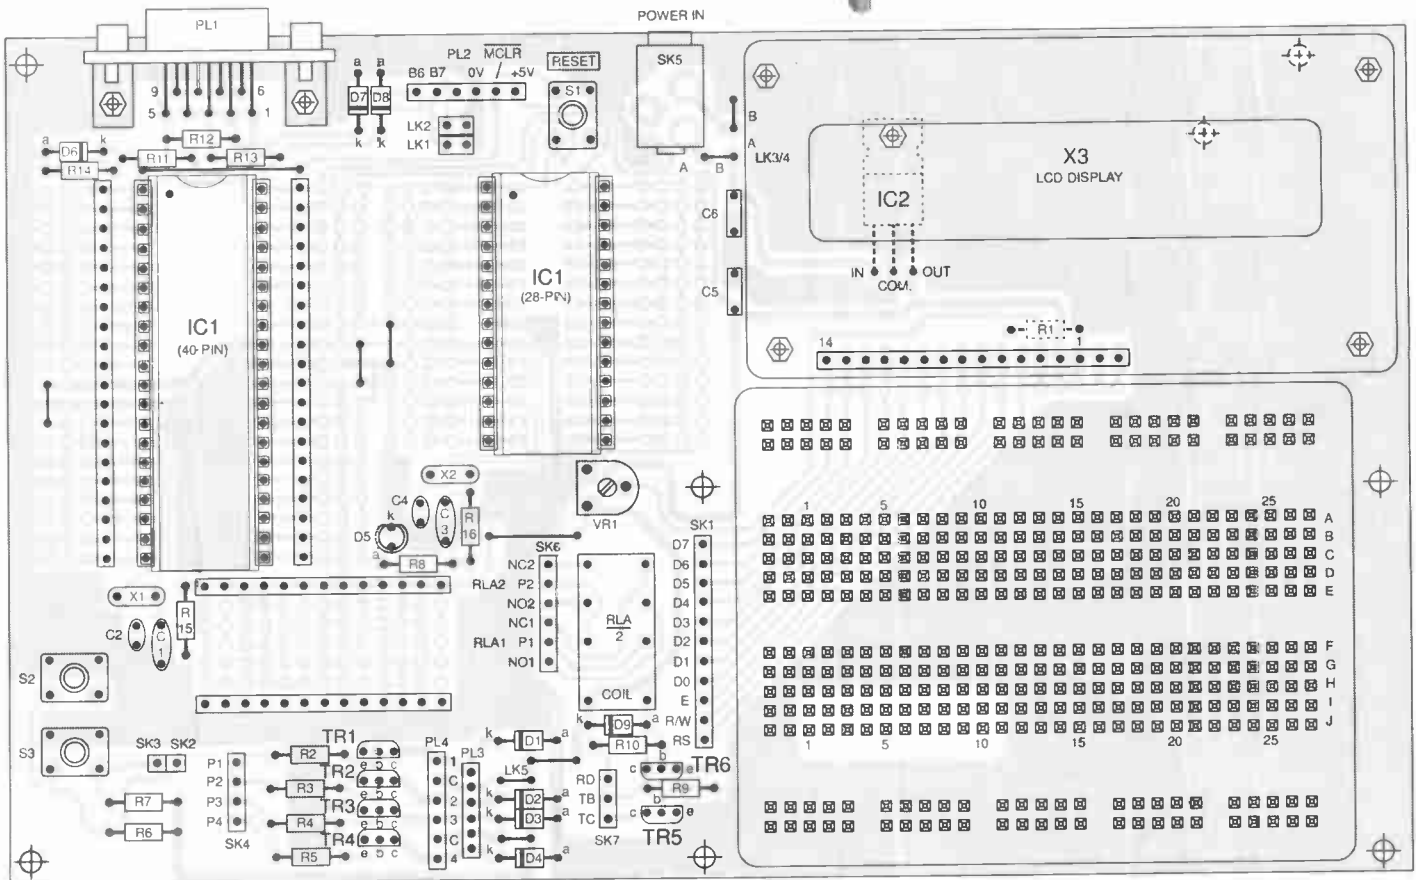 POWER IN
PL1
a a
PL2 MCLR
RESET
SK5
B6 B7 0V / +5V
9 6
5 1
D7 D8
S1
B
LK2
k k
LK1
R12
a D6 k
R11 R13
R14
A
A B LK3/4
X3
LCD DISPLAY
C6
IC2
IC1
(28-PIN)
IN OUT
COM.
C5
IC1
(40-PIN)
R1
14 1
X2
C4
C3
R16
k
D5
a
R8
VR1
SK1
1 5 10 15 20 25
A
B
C
D
E
SK6
NC2
RLA2 P2
NO2
NC1
RLA1 P1
NO1
RLA
2
COIL
D7
D6
D5
D4
D3
D2
D1
D0
E
R/W
RS
X1
R15
C2
C1
F
G
H
I
J
1 5 10 15 20 25
S2
S3
SK3 SK2
P1
P2
P3
P4
SK4
R7
R6
R2
R3
R4
R5
TR1
e b c
TR2
e b c
TR3
e b c
TR4
e b c
PL4 PL3
1
C
2
3
C
4
k D1 a
LK5
k D2 a
k D3 a
k D4 a
k D9 a
R10
RD
TB
TC
SK7
c b e
TR6
R9
c b e
TR5